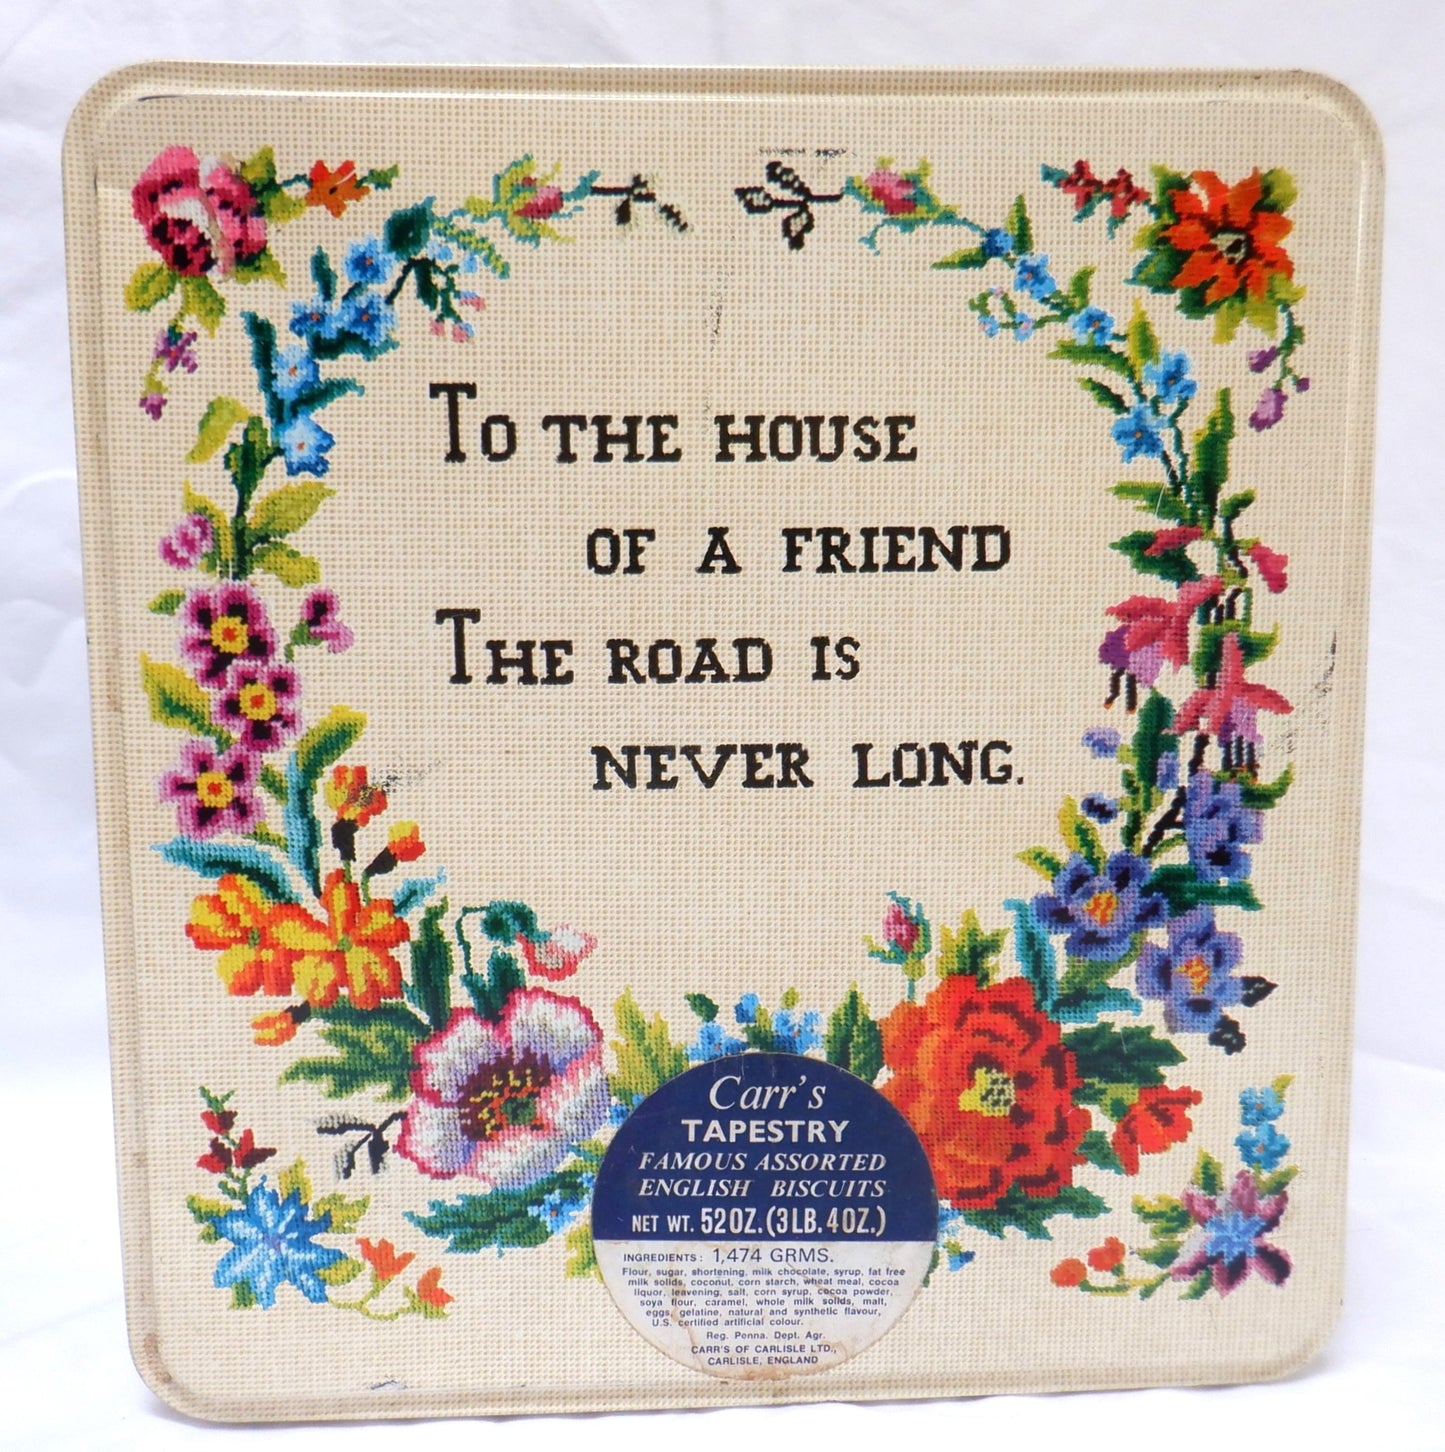 To THE HOUSE
OF A FRIEND
THE ROAD IS
NEVER LONG.
Carr's
TAPESTRY
FAMOUS ASSORTED
ENGLISH BISCUITS
NET WT. 52OZ.(3LB.4OZ.)
INGREDIENTS: 1,474 GRMS.
Flour, sugar, shortening, milk chocolate, syrup, fat free
milk solids, coconut, corn starch, wheat meal, cocoa
liquor, leavening, salt, corn syrup, cocoa powder,
soya flour, caramel, whole milk solids, malt,
eggs, gelatine, natural and synthetic flavour,
U.S. certified artificial colour.
Reg. Penna. Dept. Agr.
CARR'S OF CARLISLE LTD.,
CARLISLE, ENGLAND